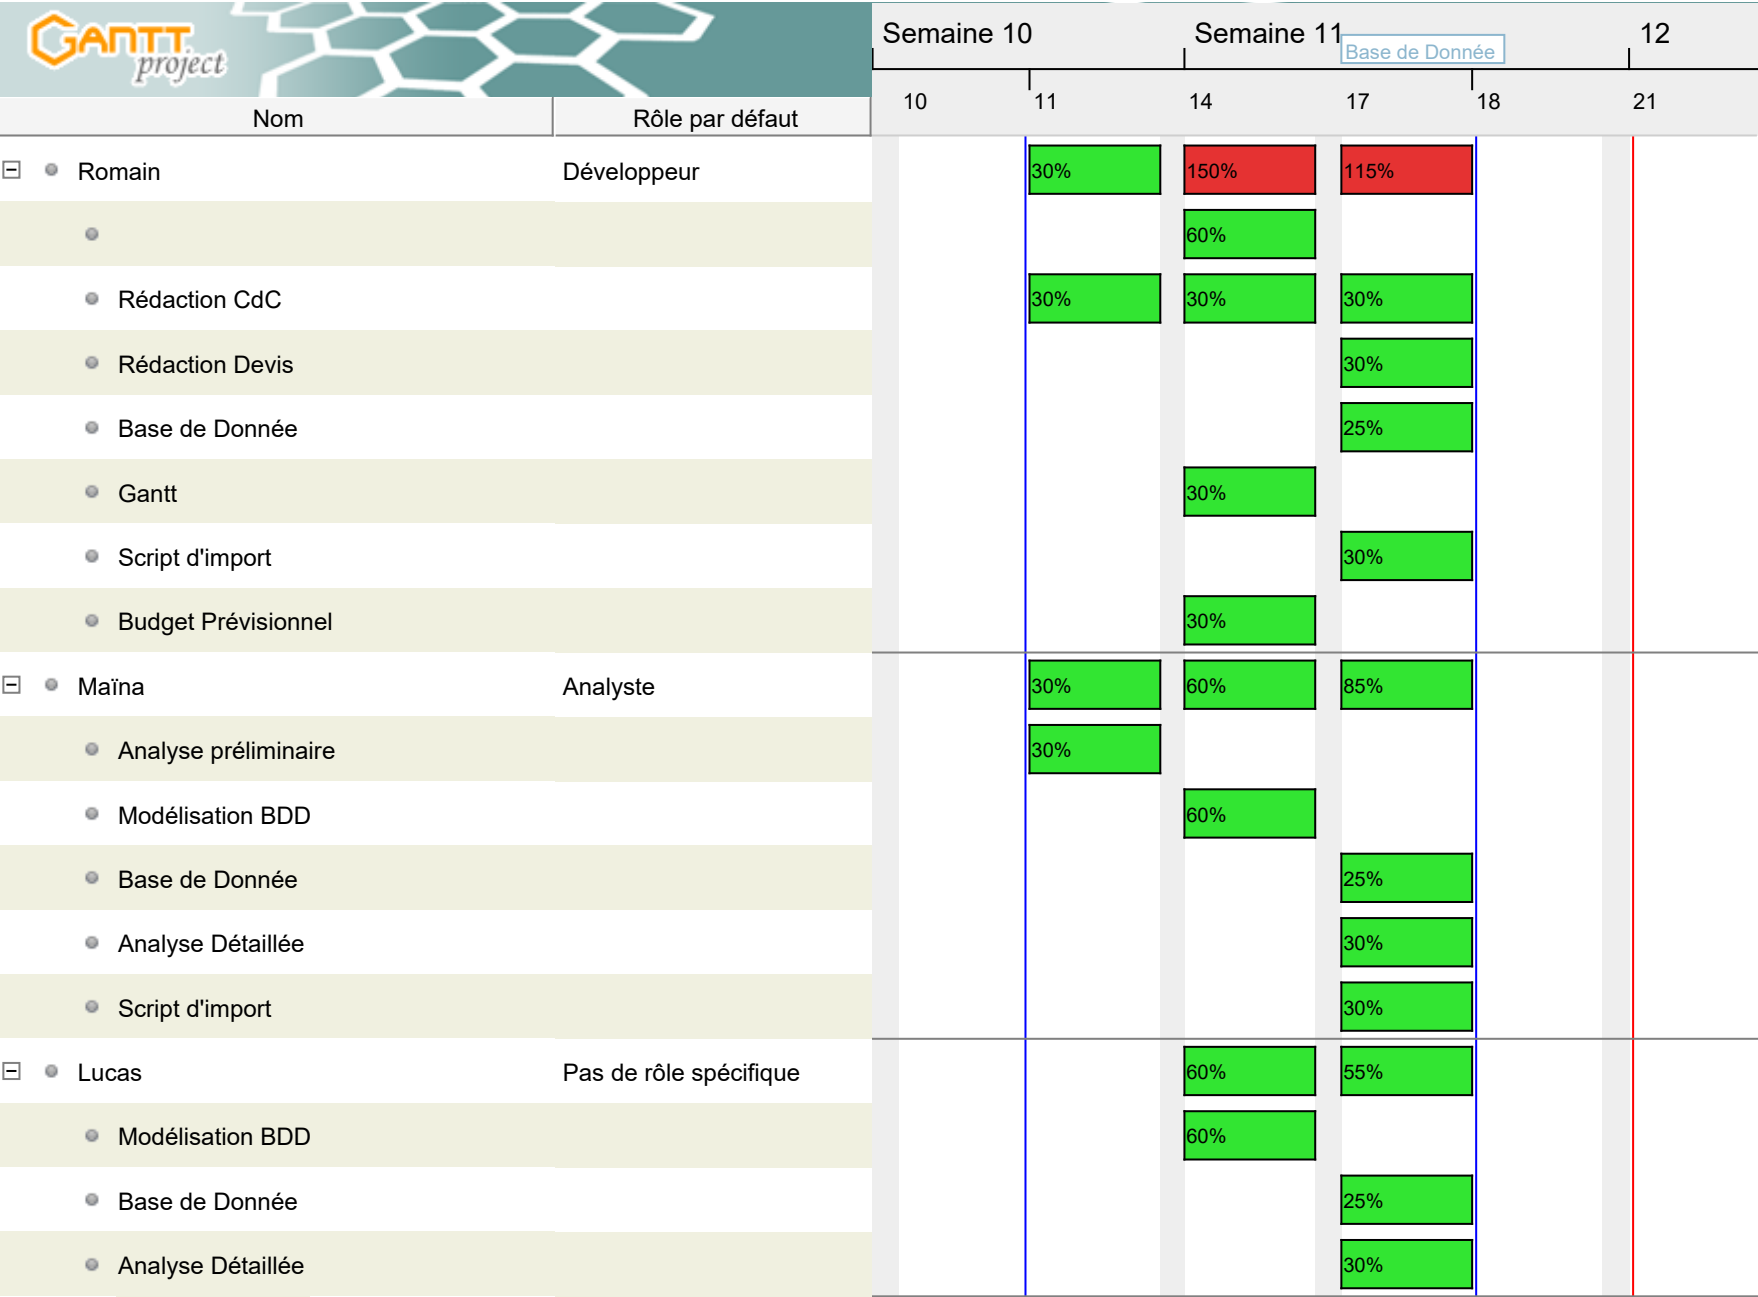 GANTT
project
Semaine 10
Semaine 11
12
Base de Donnée
10 11 14 17 18 21
Nom Rôle par défaut
Romain Développeur 30% 150% 115%
60%
Rédaction CdC 30% 30% 30%
Rédaction Devis 30%
Base de Donnée 25%
Gantt 30%
Script d'import 30%
Budget Prévisionnel 30%
Maïna Analyste 30% 60% 85%
Analyse préliminaire 30%
Modélisation BDD 60%
Base de Donnée 25%
Analyse Détaillée 30%
Script d'import 30%
Lucas Pas de rôle spécifique 60% 55%
Modélisation BDD 60%
Base de Donnée 25%
Analyse Détaillée 30%